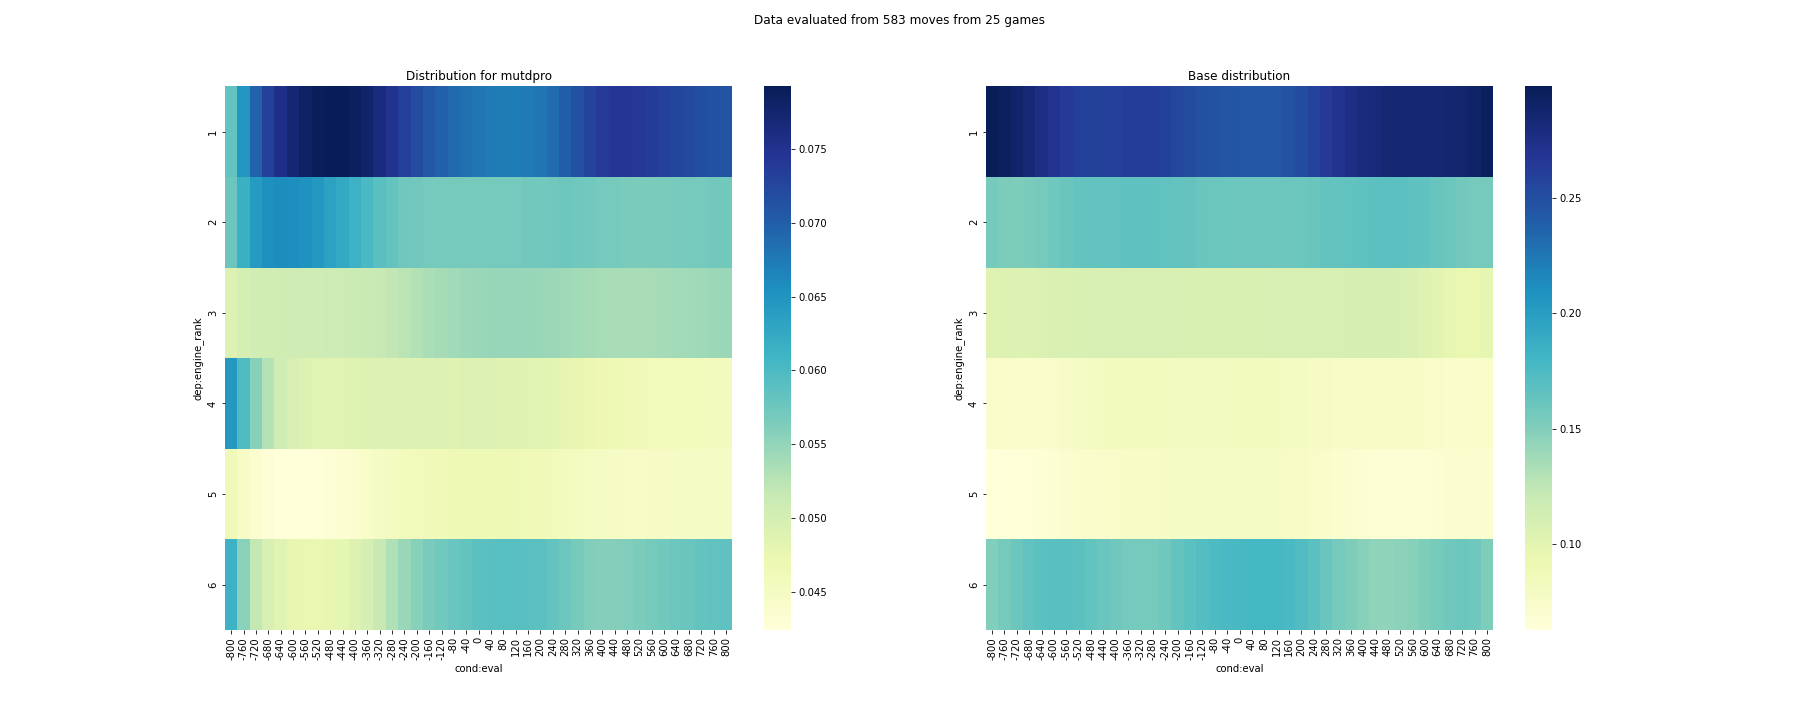 Data evaluated from 583 moves from 25 games
Distribution for mutdpro
dep:engine_rank
1
2
3
4
5
6
-800 -760 -720 -680 -640 -600 -560 -520 -480 -440 -400 -360 -320 -280 -240 -200 -160 -120 -80 -40 0 40 80 120 160 200 240 280 320 360 400 440 480 520 560 600 640 680 720 760 800
cond:eval
0.075
0.070
0.065
0.060
0.055
0.050
0.045
Base distribution
dep:engine_rank
1
2
3
4
5
6
-800 -760 -720 -680 -640 -600 -560 -520 -480 -440 -400 -360 -320 -280 -240 -200 -160 -120 -80 -40 0 40 80 120 160 200 240 280 320 360 400 440 480 520 560 600 640 680 720 760 800
cond:eval
0.25
0.20
0.15
0.10